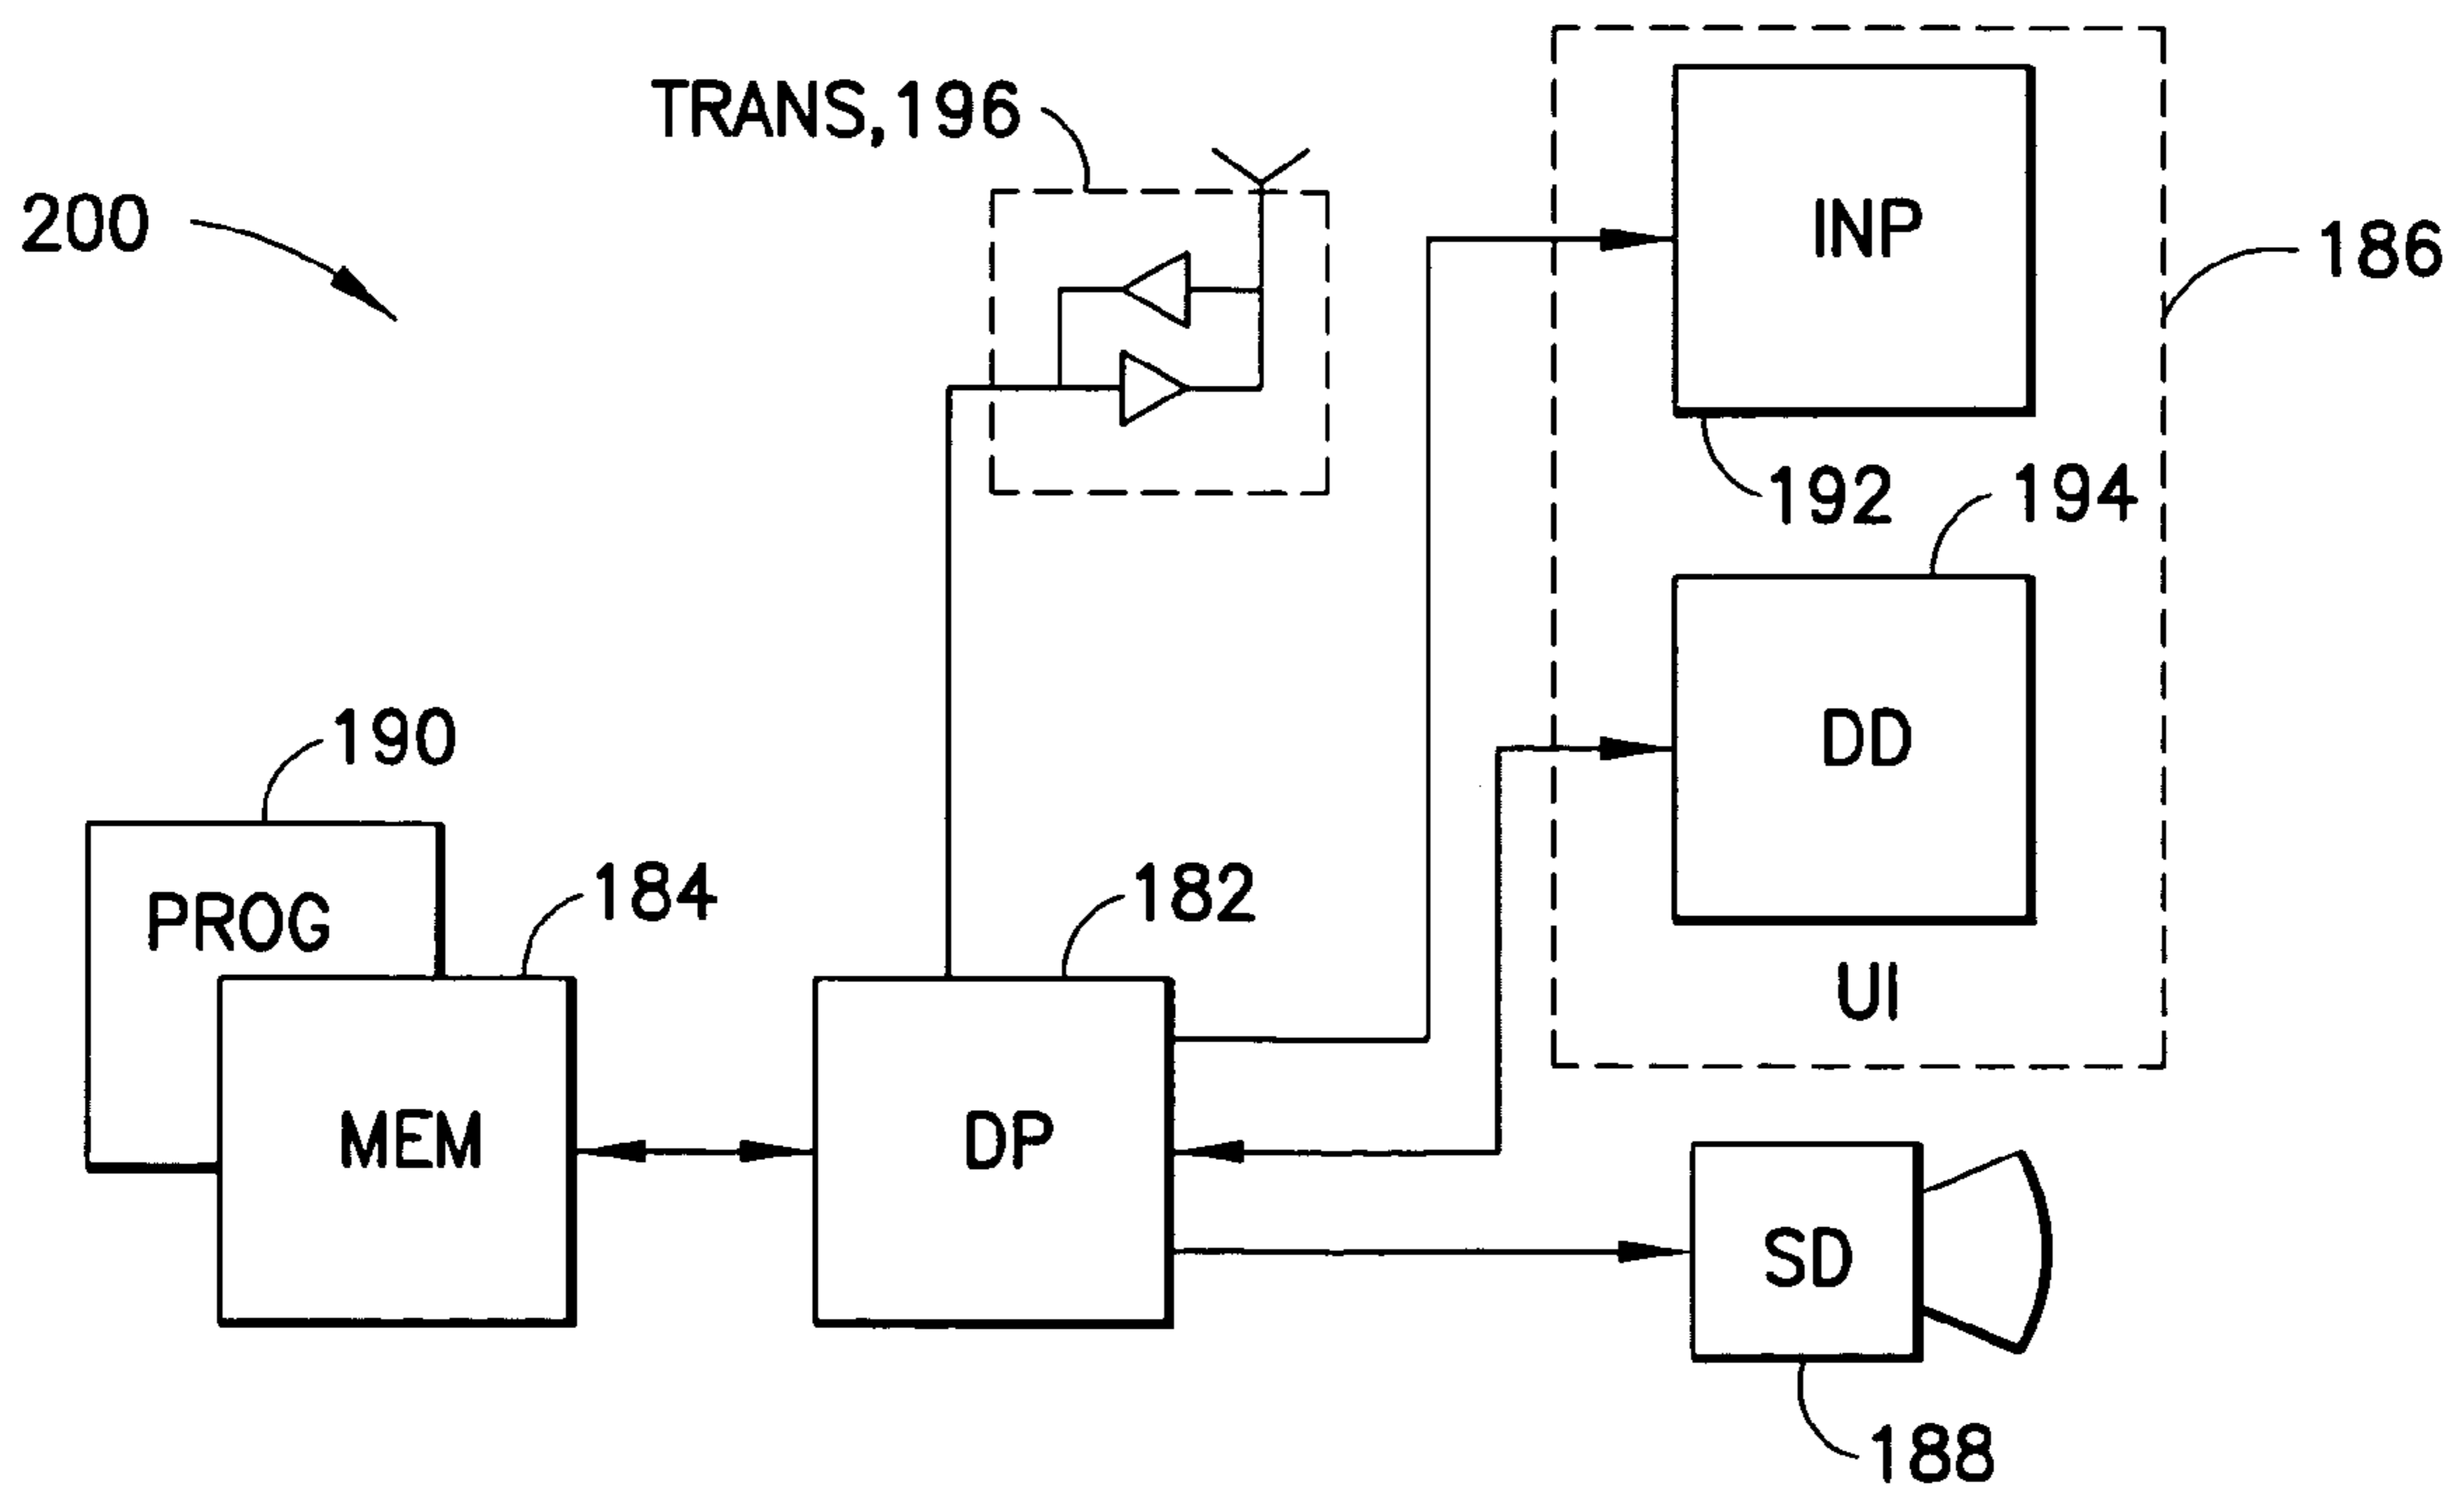 TRANS,196
200
INP
186
192
194
DD
190
PROG
184
182
UI
MEM
DP
SD
188